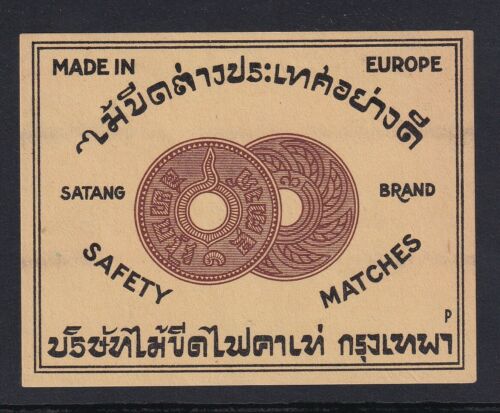 MADE IN EUROPE
ไม้ขีดต่างประเทศอย่างดี
SATANG BRAND
SAFETY MATCHES
P
บริษัทไม้ขีดไฟคาเท่ กรุงเทพฯ